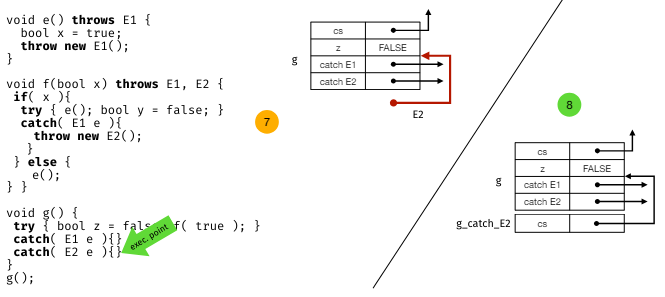 void e() throws E1 {
bool x = true;
throw new E1();
}
void f(bool x) throws E1, E2 {
if( x ){
try { e(); bool y = false; }
catch( E1 e ){
throw new E2();
}
} else {
e();
} }
void g() {
try { bool z = fals f( true ); }
catch( E1 e ){}
catch( E2 e ){}
}
g();
exec. point
7
g
cs
z FALSE
catch E1
catch E2
E2
8
g
cs
z FALSE
catch E1
catch E2
g_catch_E2 cs